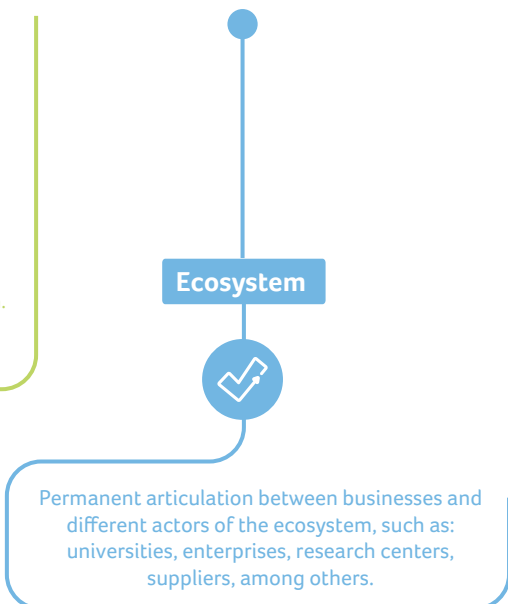 Ecosystem
Permanent articulation between businesses and
different actors of the ecosystem, such as:
universities, enterprises, research centers,
suppliers, among others.